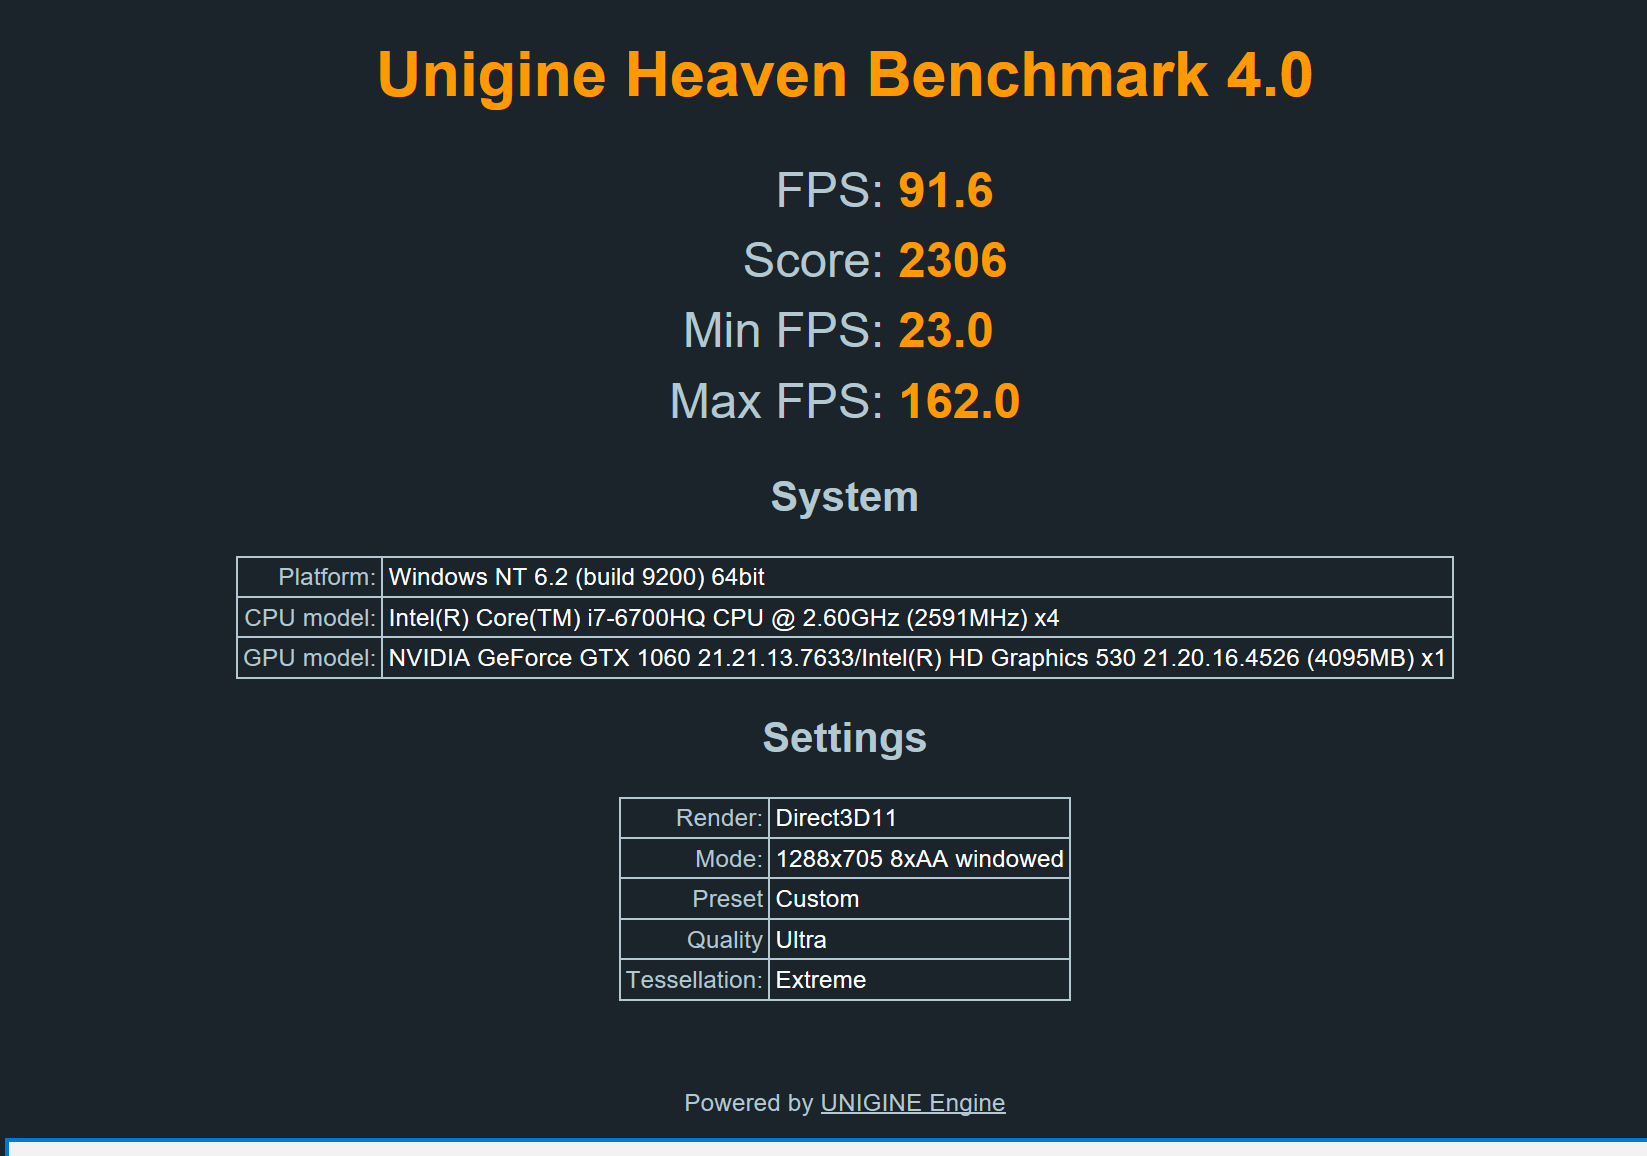 Unigine Heaven Benchmark 4.0
FPS: 91.6
Score: 2306
Min FPS: 23.0
Max FPS: 162.0
System
Platform: Windows NT 6.2 (build 9200) 64bit
CPU model: Intel(R) Core(TM) i7-6700HQ CPU @ 2.60GHz (2591MHz) x4
GPU model: NVIDIA GeForce GTX 1060 21.21.13.7633/Intel(R) HD Graphics 530 21.20.16.4526 (4095MB) x1
Settings
Render: Direct3D11
Mode: 1288x705 8xAA windowed
Preset Custom
Quality Ultra
Tessellation: Extreme
Powered by UNIGINE Engine